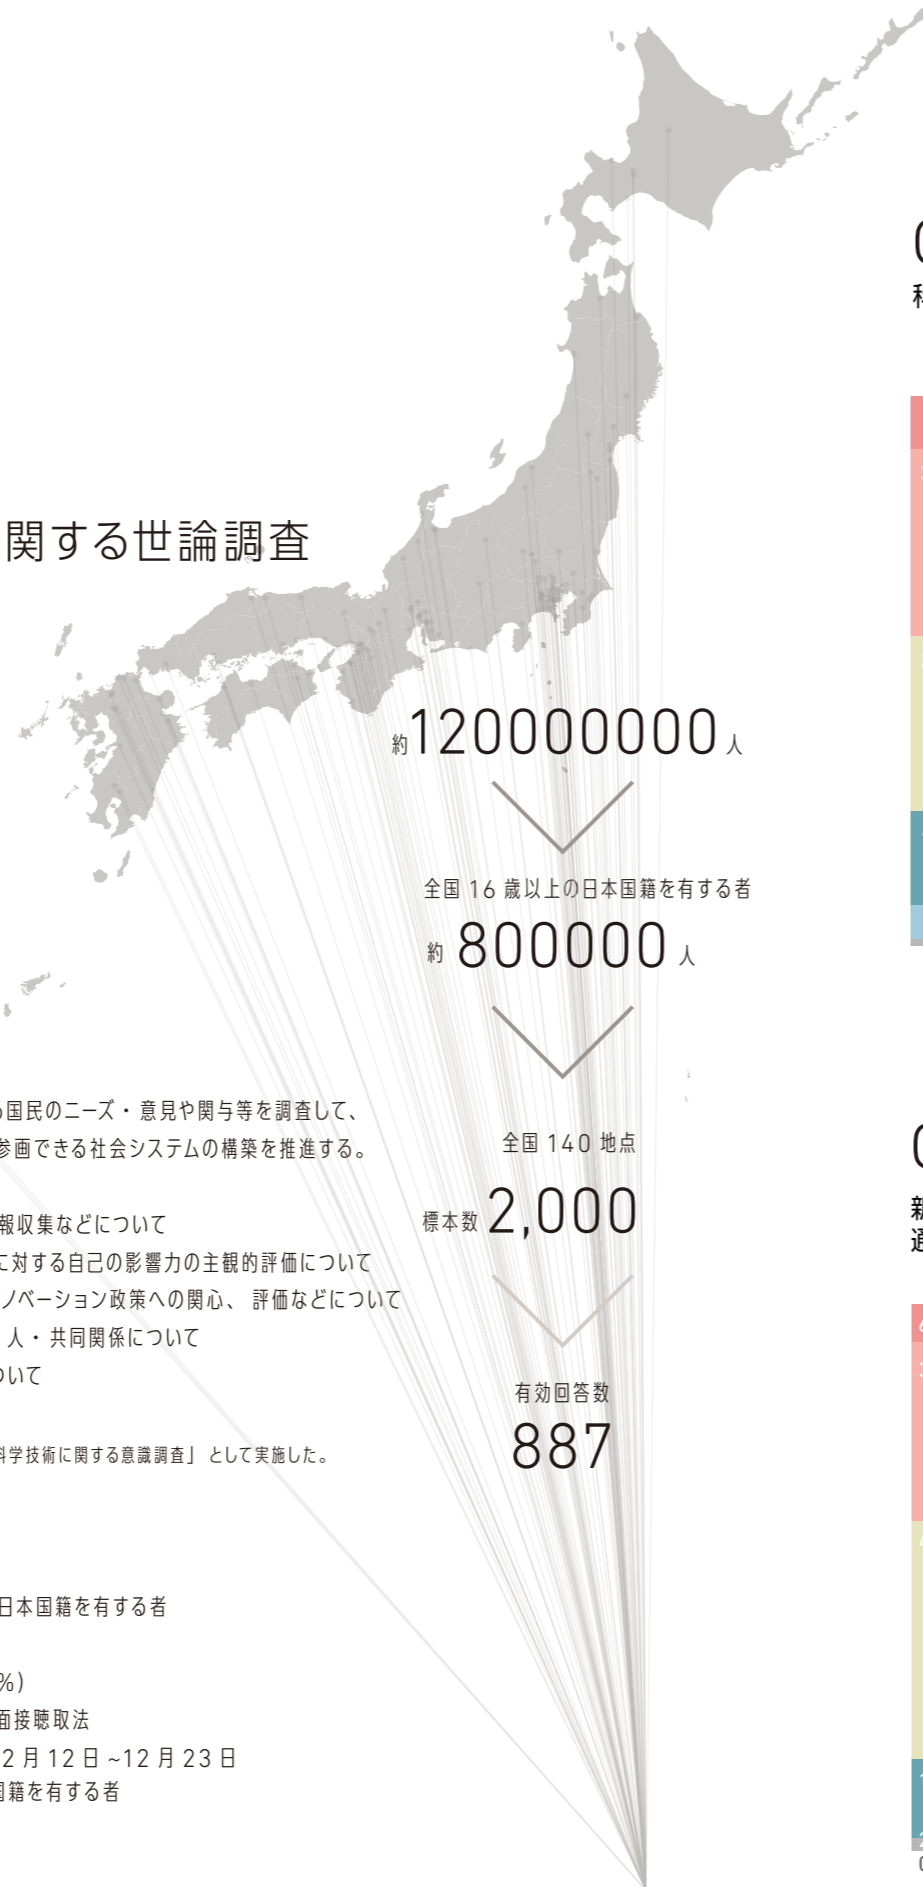 関する世論調査
約120000000人
全国 16 歳以上の日本国籍を有する者
約 800000 人
全国 140 地点
標本数 2,000
有効回答数
887
国民のニーズ・意見や関与等を調査して、
参画できる社会システムの構築を推進する。
報収集などについて
に対する自己の影響力の主観的評価について
ノベーション政策への関心、評価などについて
人・共同関係について
ついて
科学技術に関する意識調査」 として実施した。
日本国籍を有する者
%)
面接聴取法
2月12日~12月23日
国籍を有する者